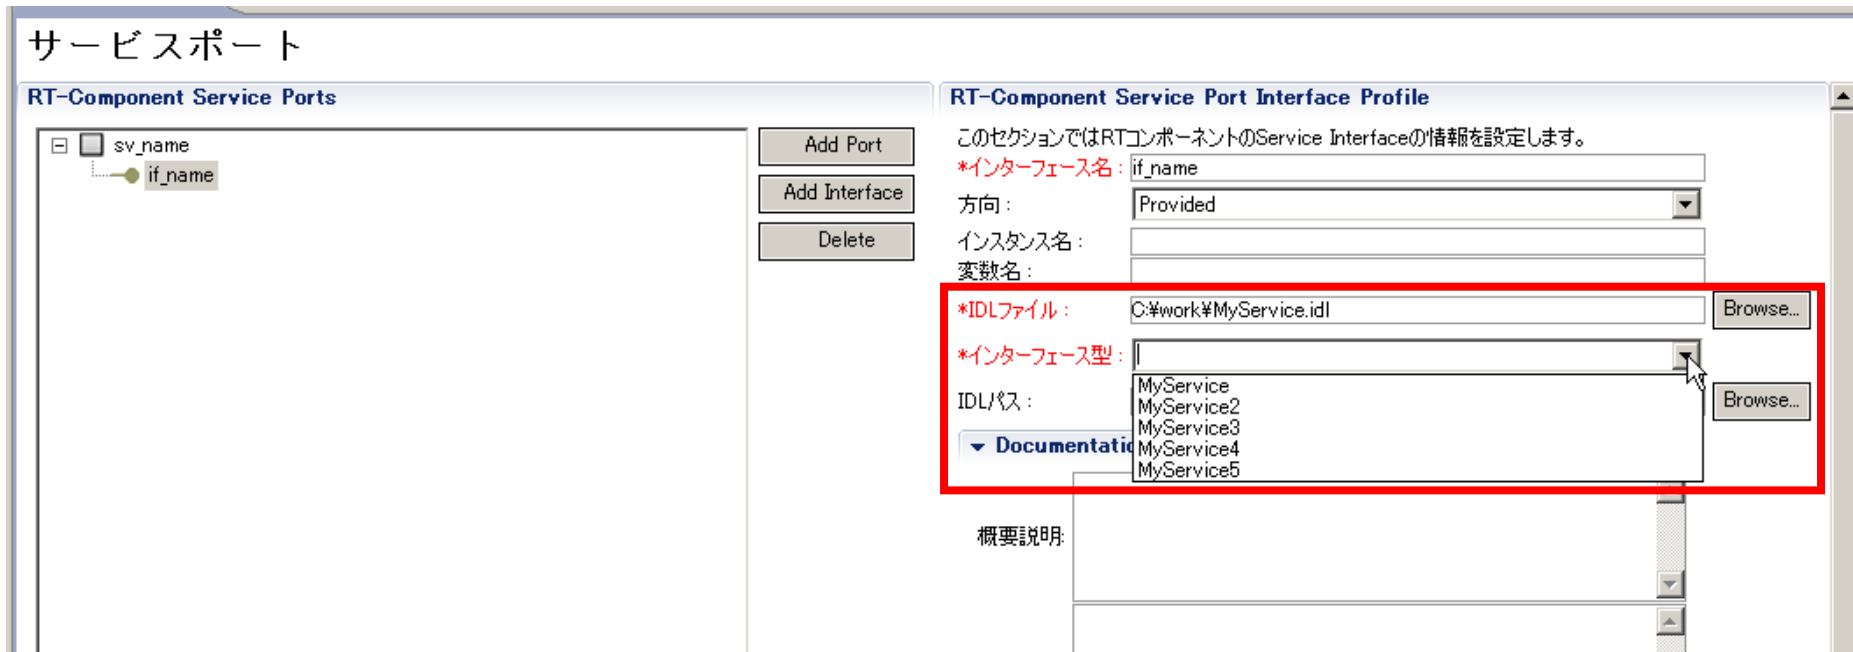 サービスポート
RT-Component Service Ports
sv_name
if_name
Add Port
Add Interface
Delete
RT-Component Service Port Interface Profile
このセクションではRTコンポーネントのService Interfaceの情報を設定します。
*インターフェース名 : if_name
方向 : Provided
インスタンス名 :
変数名 :
*IDLファイル : C:¥work¥MyService.idl Browse...
*インターフェース型 :
IDLパス : Browse...
MyService
MyService2
MyService3
MyService4
MyService5
Documentatio
概要説明: